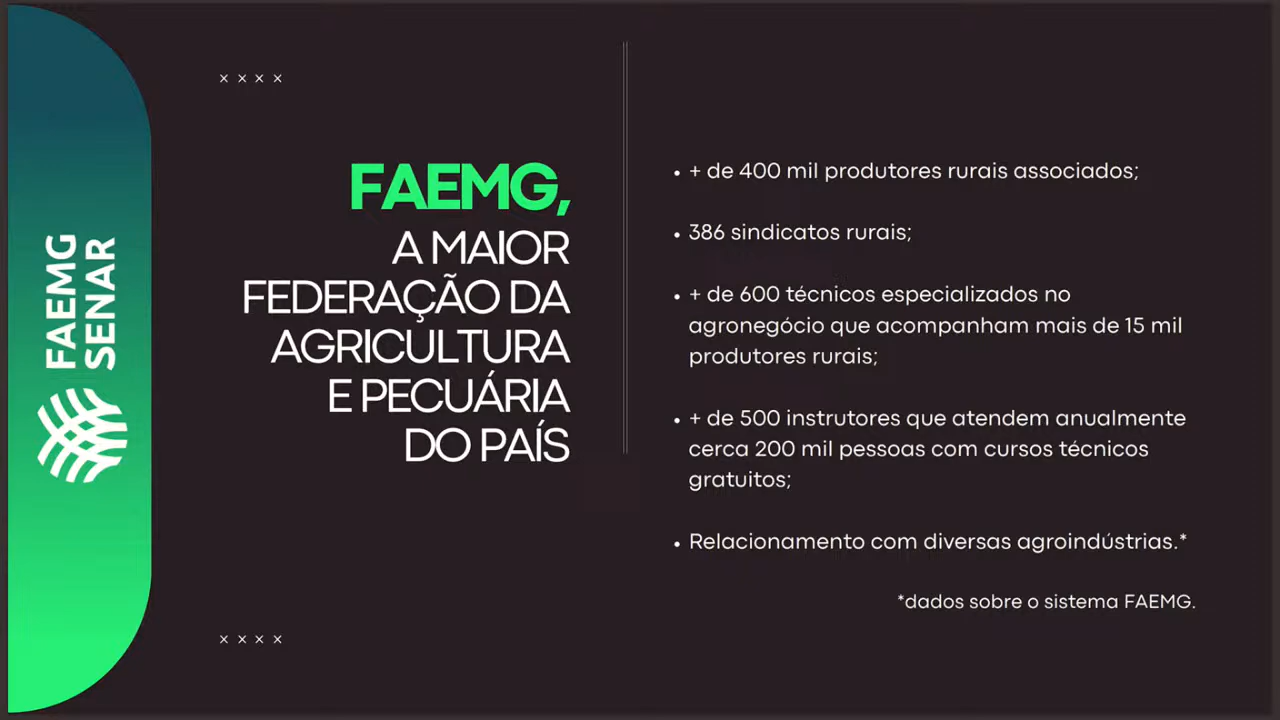 FAEMG
SENAR
× × × ×
FAEMG,
A MAIOR
FEDERAÇÃO DA
AGRICULTURA
E PECUÁRIA
DO PAÍS
• + de 400 mil produtores rurais associados;
• 386 sindicatos rurais;
• + de 600 técnicos especializados no
agronegócio que acompanham mais de 15 mil
produtores rurais;
• + de 500 instrutores que atendem anualmente
cerca 200 mil pessoas com cursos técnicos
gratuitos;
• Relacionamento com diversas agroindústrias.*
*dados sobre o sistema FAEMG.
× × × ×